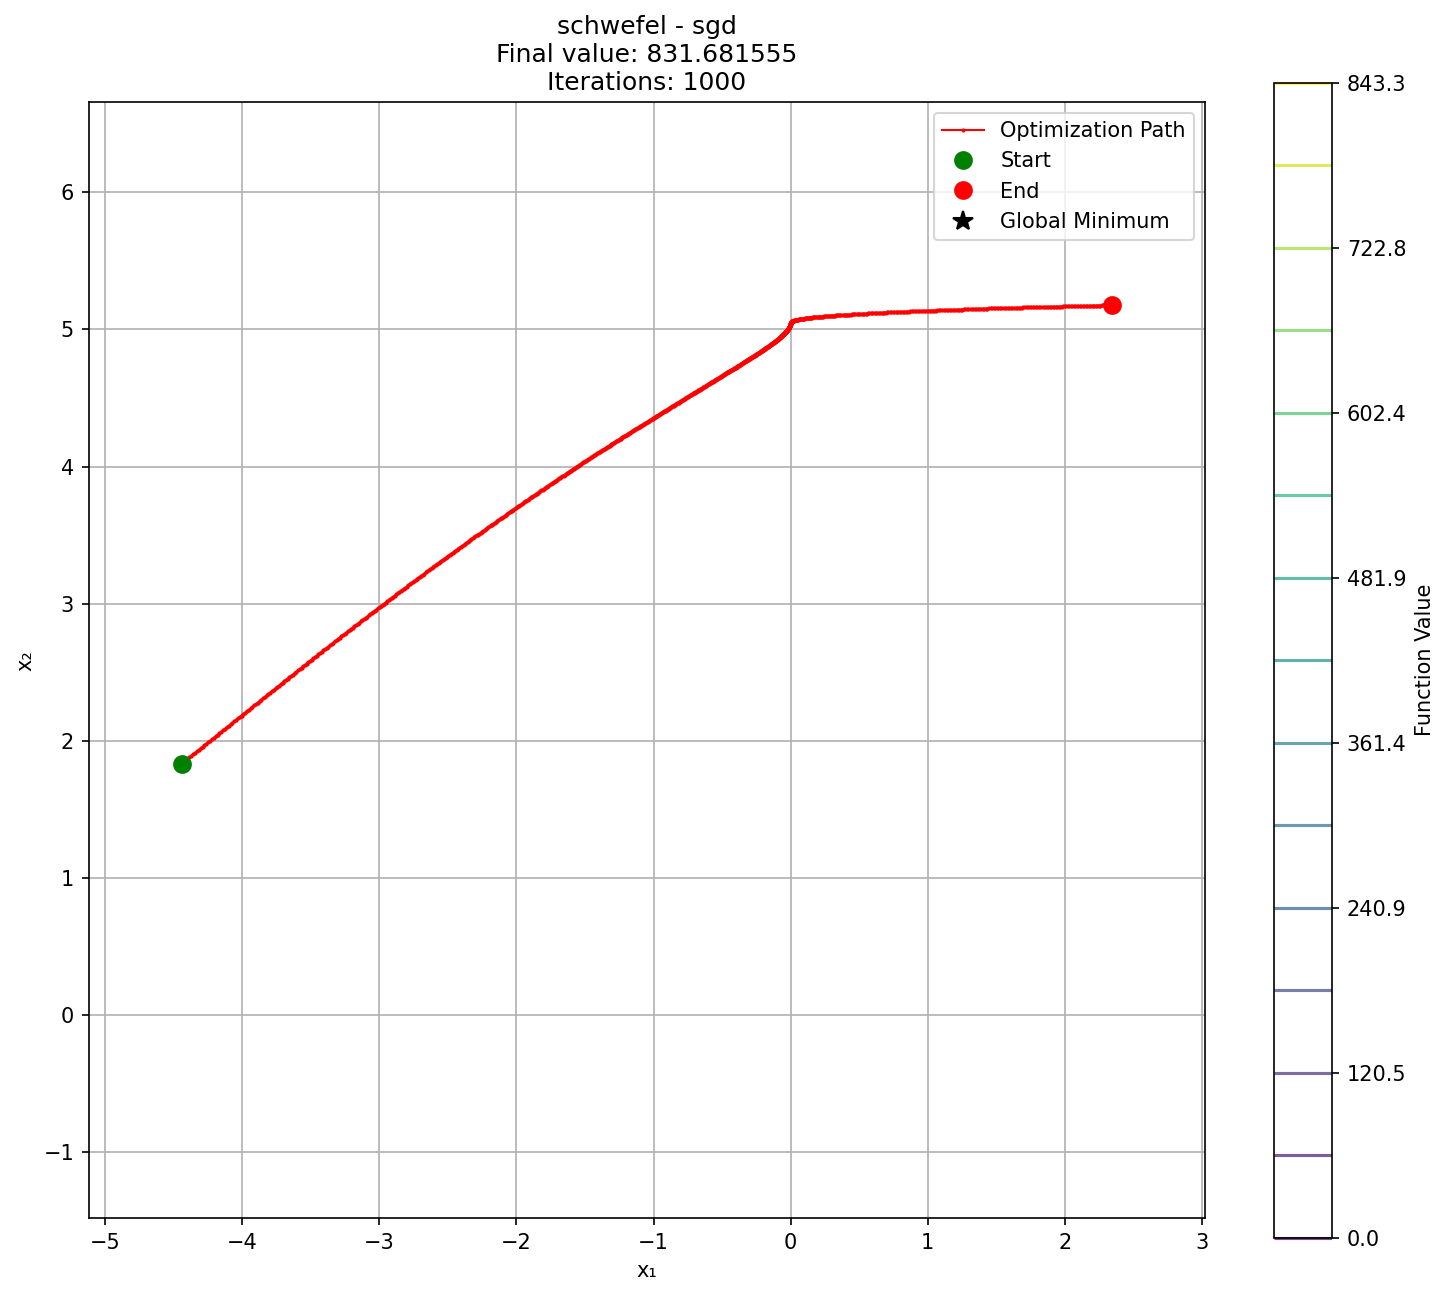 schwefel - sgd
Final value: 831.681555
Iterations: 1000
Optimization Path
Start
End
Global Minimum
6
5
4
3
2
1
0
−1
x₂
−5
−4
−3
−2
−1
0
1
2
3
x₁
843.3
722.8
602.4
481.9
361.4
240.9
120.5
0.0
Function Value